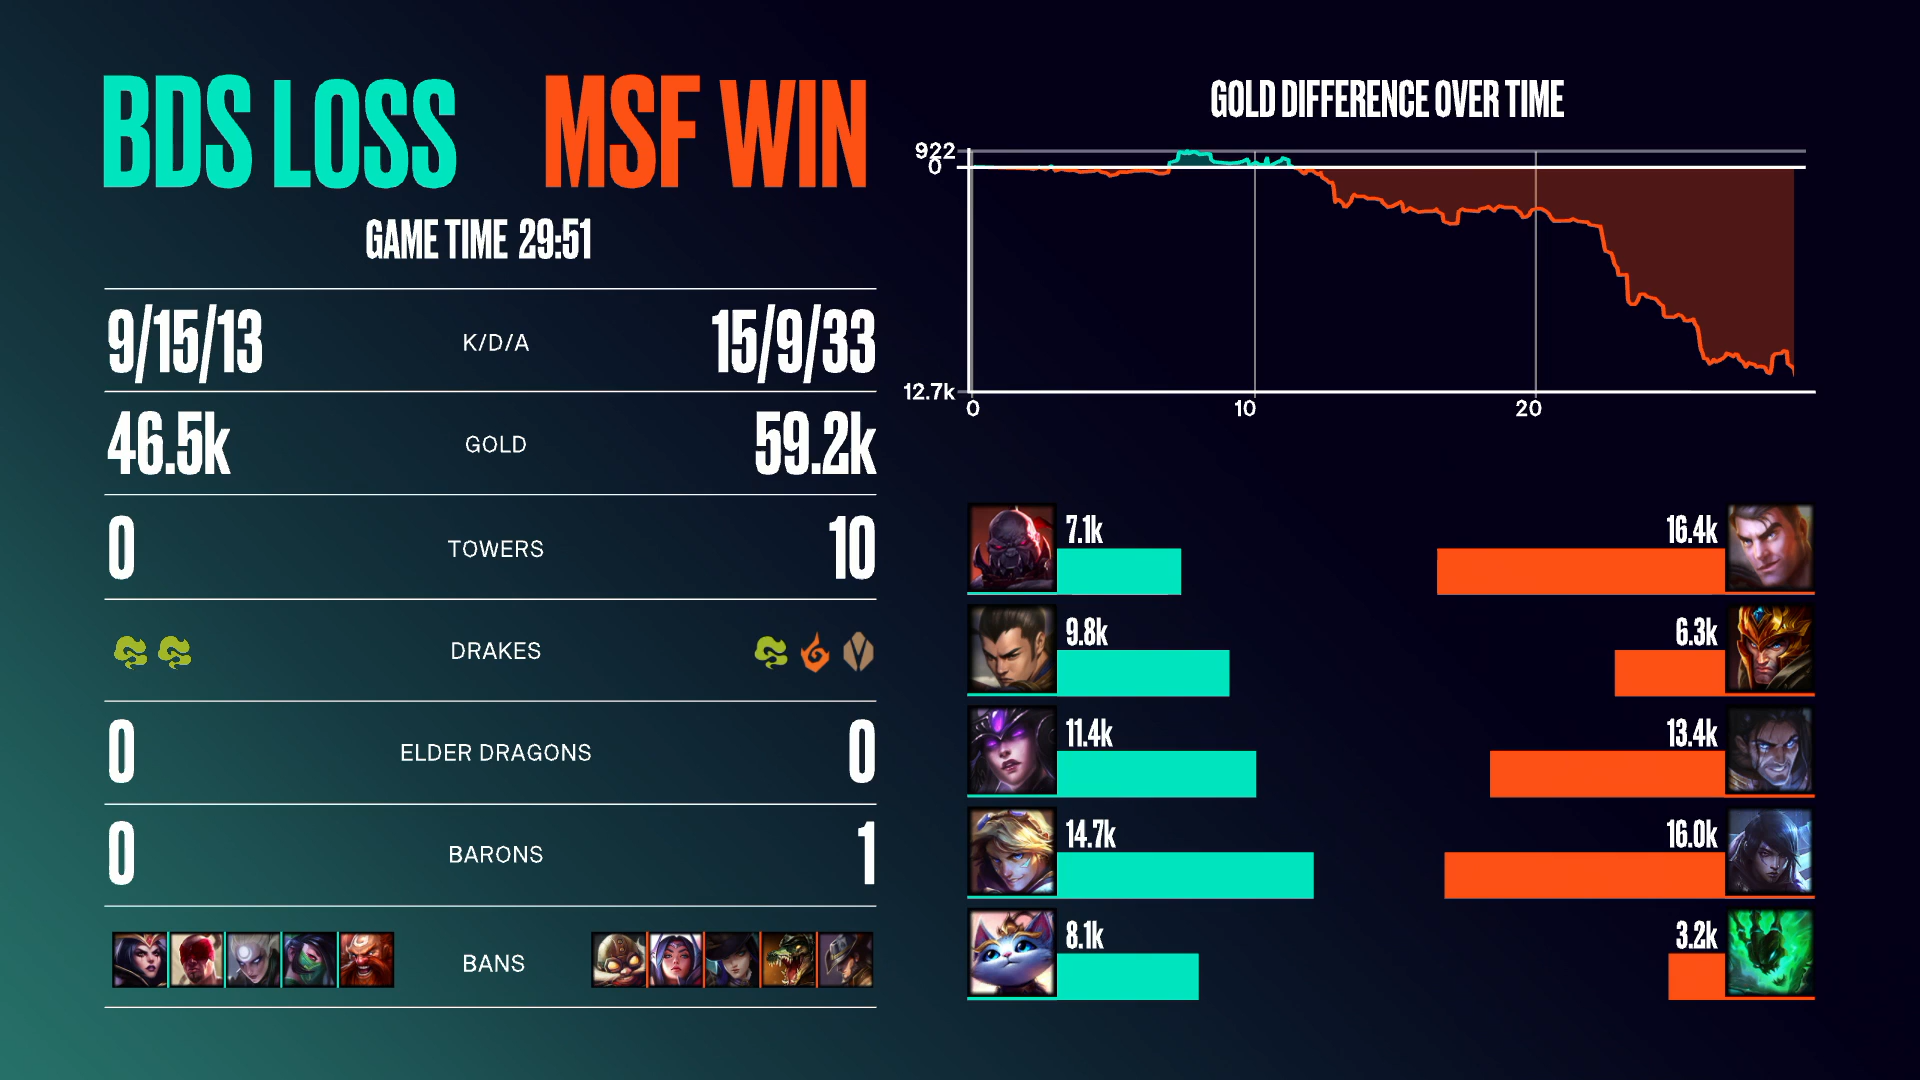 BDS LOSS MSF WIN
GAME TIME 29:51
9/15/13 K/D/A 15/9/33
46.5k GOLD 59.2k
0 TOWERS 10
DRAKES
0 ELDER DRAGONS 0
0 BARONS 1
BANS
GOLD DIFFERENCE OVER TIME
922
0
12.7k
0 10 20
7.1k 16.4k
9.8k 6.3k
11.4k 13.4k
14.7k 16.0k
8.1k 3.2k